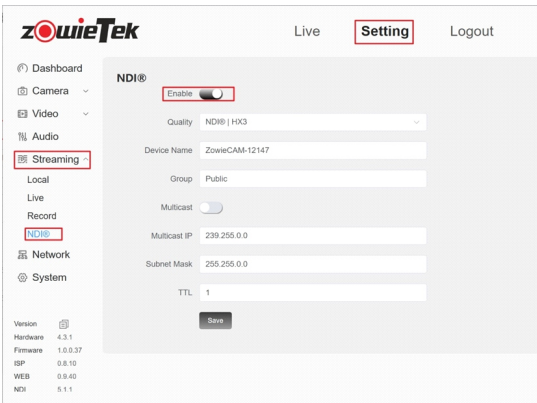 zowieTek
Live Setting Logout
Dashboard
Camera
Video
Audio
Streaming
Local
Live
Record
NDI®
Network
System
Version
Hardware 4.3.1
Firmware 1.0.0.37
ISP 0.8.10
WEB 0.9.40
NDI 5.1.1
NDI®
Enable
Quality NDI® | HX3
Device Name ZowieCAM-12147
Group Public
Multicast
Multicast IP 239.255.0.0
Subnet Mask 255.255.0.0
TTL 1
Save